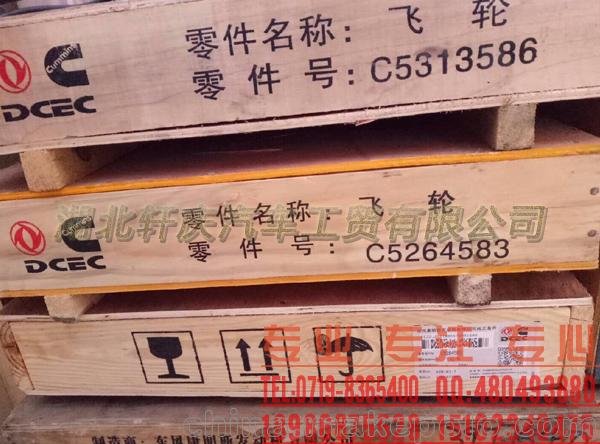 零件名称: 飞 轮
Cummins
零件 号: C5313586
DCEC
零件名称: 飞 轮
湖北轩庆汽车工贸有限公司
Cummins
零件 号: C5264583
DCEC
专业 专注 专心
TEL:0719-8365400 QQ:480493080